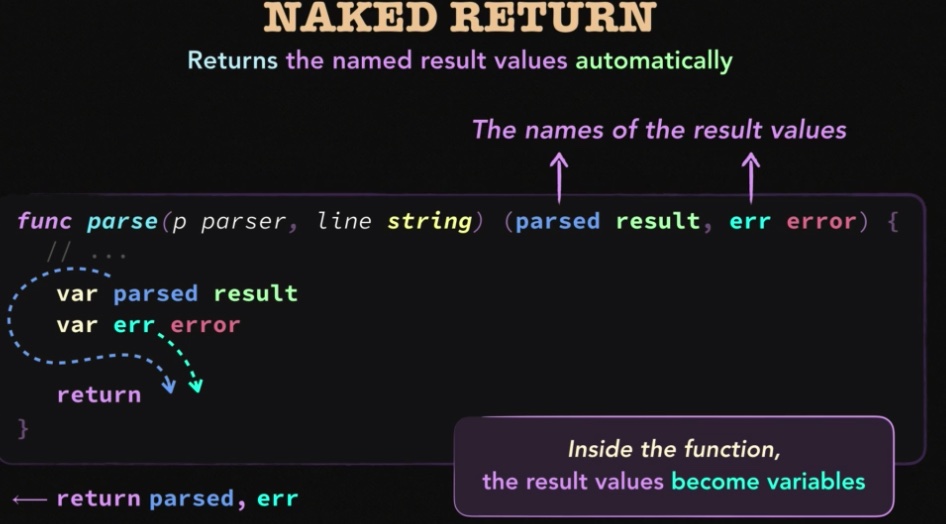 NAKED RETURN
Returns the named result values automatically
The names of the result values
func parse(p parser, line string) (parsed result, err error) {
// ...
var parsed result
var err error
return
}
Inside the function,
the result values become variables
return parsed, err